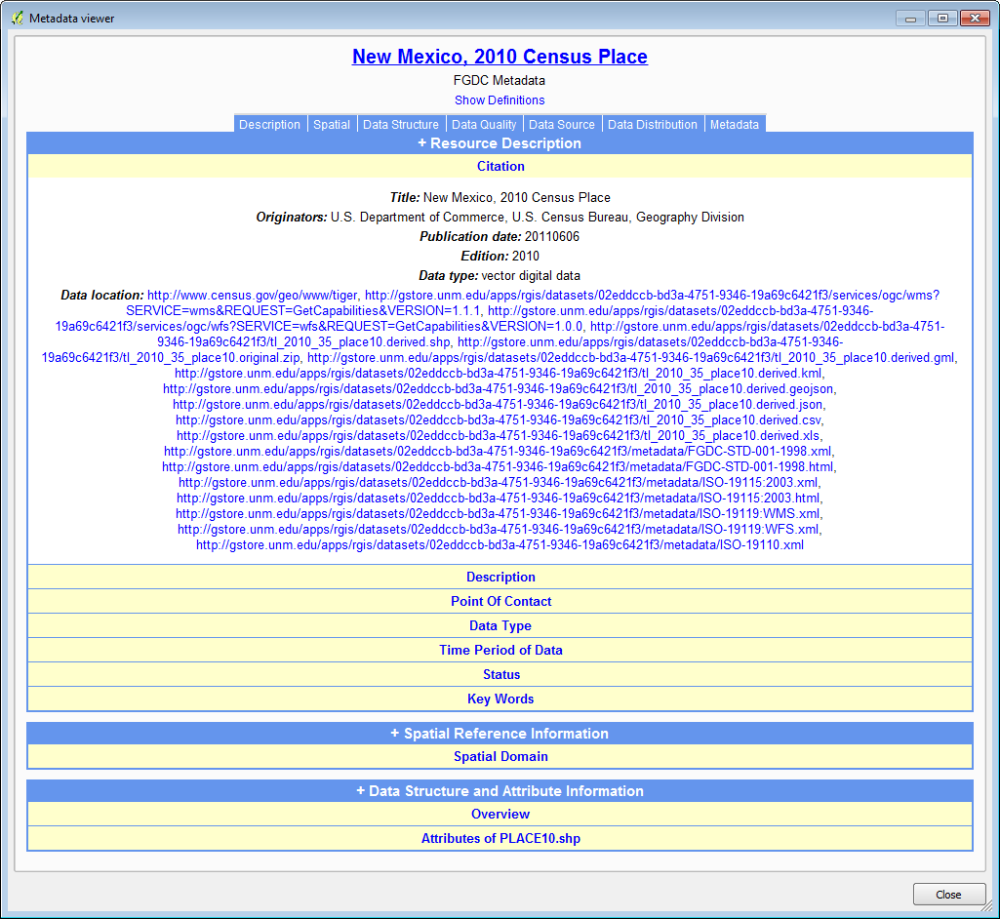 Metadata viewer
New Mexico, 2010 Census Place
FGDC Metadata
Show Definitions
Description Spatial Data Structure Data Quality Data Source Data Distribution Metadata
+ Resource Description
Citation
Title: New Mexico, 2010 Census Place
Originators: U.S. Department of Commerce, U.S. Census Bureau, Geography Division
Publication date: 20110606
Edition: 2010
Data type: vector digital data
Data location: http://www.census.gov/geo/www/tiger, http://gstore.unm.edu/apps/rgis/datasets/02eddccb-bd3a-4751-9346-19a69c6421f3/services/ogc/wms?
SERVICE=wms&REQUEST=GetCapabilities&VERSION=1.1.1, http://gstore.unm.edu/apps/rgis/datasets/02eddccb-bd3a-4751-9346-
19a69c6421f3/services/ogc/wfs?SERVICE=wfs&REQUEST=GetCapabilities&VERSION=1.0.0, http://gstore.unm.edu/apps/rgis/datasets/02eddccb-bd3a-4751-
9346-19a69c6421f3/tl_2010_35_place10.derived.shp, http://gstore.unm.edu/apps/rgis/datasets/02eddccb-bd3a-4751-9346-
19a69c6421f3/tl_2010_35_place10.original.zip, http://gstore.unm.edu/apps/rgis/datasets/02eddccb-bd3a-4751-9346-19a69c6421f3/tl_2010_35_place10.derived.gml,
http://gstore.unm.edu/apps/rgis/datasets/02eddccb-bd3a-4751-9346-19a69c6421f3/tl_2010_35_place10.derived.kml,
http://gstore.unm.edu/apps/rgis/datasets/02eddccb-bd3a-4751-9346-19a69c6421f3/tl_2010_35_place10.derived.geojson,
http://gstore.unm.edu/apps/rgis/datasets/02eddccb-bd3a-4751-9346-19a69c6421f3/tl_2010_35_place10.derived.json,
http://gstore.unm.edu/apps/rgis/datasets/02eddccb-bd3a-4751-9346-19a69c6421f3/tl_2010_35_place10.derived.csv,
http://gstore.unm.edu/apps/rgis/datasets/02eddccb-bd3a-4751-9346-19a69c6421f3/tl_2010_35_place10.derived.xls,
http://gstore.unm.edu/apps/rgis/datasets/02eddccb-bd3a-4751-9346-19a69c6421f3/metadata/FGDC-STD-001-1998.xml,
http://gstore.unm.edu/apps/rgis/datasets/02eddccb-bd3a-4751-9346-19a69c6421f3/metadata/FGDC-STD-001-1998.html,
http://gstore.unm.edu/apps/rgis/datasets/02eddccb-bd3a-4751-9346-19a69c6421f3/metadata/ISO-19115:2003.xml,
http://gstore.unm.edu/apps/rgis/datasets/02eddccb-bd3a-4751-9346-19a69c6421f3/metadata/ISO-19115:2003.html,
http://gstore.unm.edu/apps/rgis/datasets/02eddccb-bd3a-4751-9346-19a69c6421f3/metadata/ISO-19119:WMS.xml,
http://gstore.unm.edu/apps/rgis/datasets/02eddccb-bd3a-4751-9346-19a69c6421f3/metadata/ISO-19119:WFS.xml,
http://gstore.unm.edu/apps/rgis/datasets/02eddccb-bd3a-4751-9346-19a69c6421f3/metadata/ISO-19110.xml
Description
Point Of Contact
Data Type
Time Period of Data
Status
Key Words
+ Spatial Reference Information
Spatial Domain
+ Data Structure and Attribute Information
Overview
Attributes of PLACE10.shp
Close